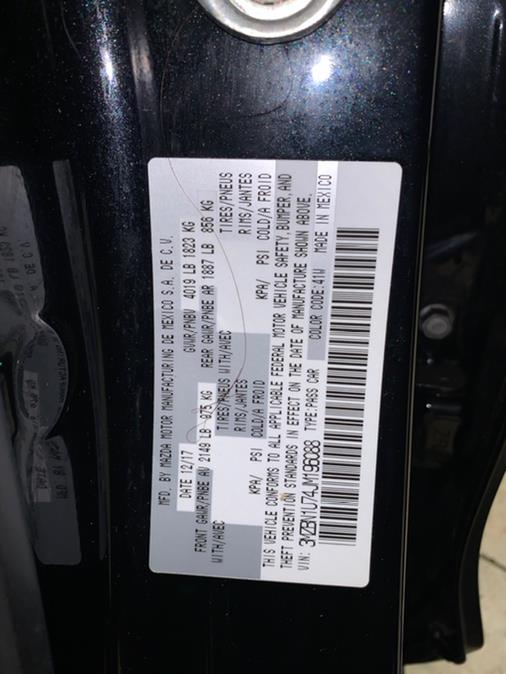 MFD. BY MAZDA MOTOR MANUFACTURING DE MEXICO S.A. DE C.V.
DATE 12/17 GVWR/PNBV 4019 LB 1823 KG
FRONT GAWR/PNBE AV 2149 LB 975 KG REAR GAWR/PNBE AR 1887 LB 856 KG
WITH/AVEC TIRES/PNEUS WITH/AVEC TIRES/PNEUS
RIMS/JANTES RIMS/JANTES
KPA/ PSI COLD/A FROID KPA/ PSI COLD/A FROID
THIS VEHICLE CONFORMS TO ALL APPLICABLE FEDERAL MOTOR VEHICLE SAFETY, BUMPER, AND
THEFT PREVENTION STANDARDS IN EFFECT ON THE DATE OF MANUFACTURE SHOWN ABOVE.
VIN: 3MZBN1U74JM196088 TYPE:PASS CAR COLOR CODE:41W MADE IN MEXICO